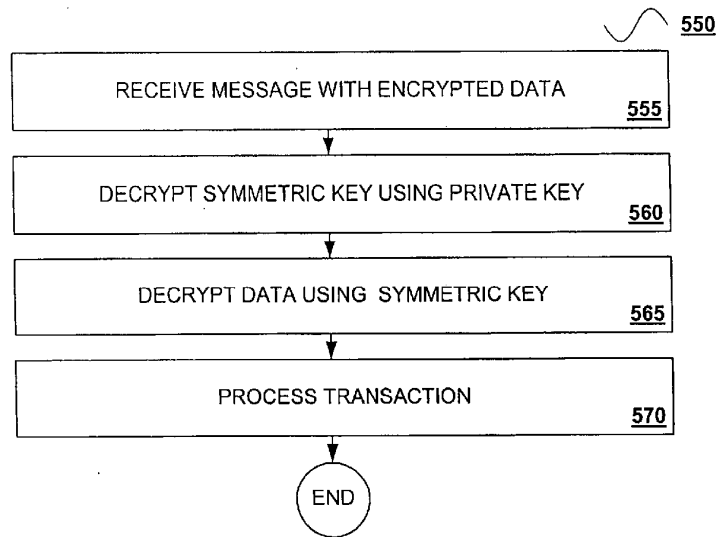 550
RECEIVE MESSAGE WITH ENCRYPTED DATA
555
DECRYPT SYMMETRIC KEY USING PRIVATE KEY
560
DECRYPT DATA USING SYMMETRIC KEY
565
PROCESS TRANSACTION
570
END